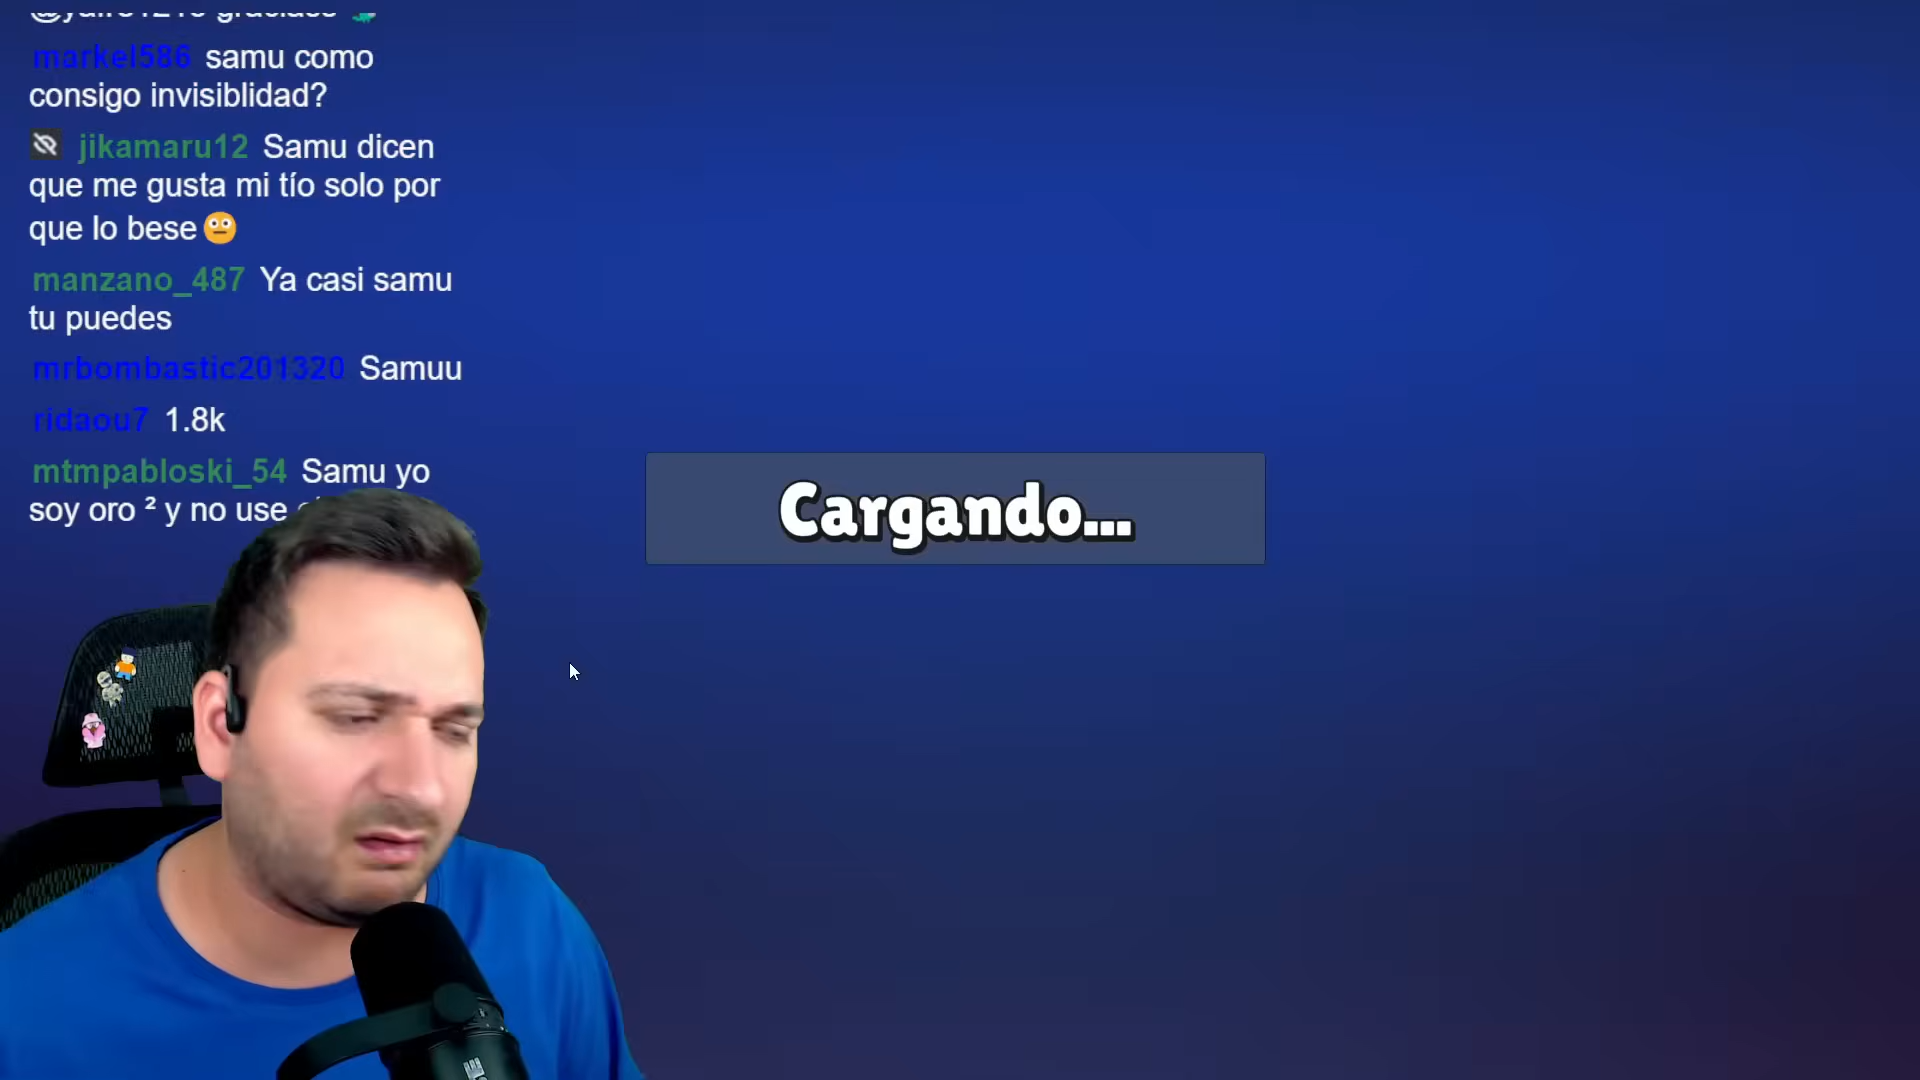 markel586 samu como
consigo invisiblidad?
jikamaru12 Samu dicen
que me gusta mi tío solo por
que lo bese
manzano_487 Ya casi samu
tu puedes
mrbombastic201320 Samuu
ridaou7 1.8k
mtmpabloski_54 Samu yo
soy oro ² y no use
Cargando...